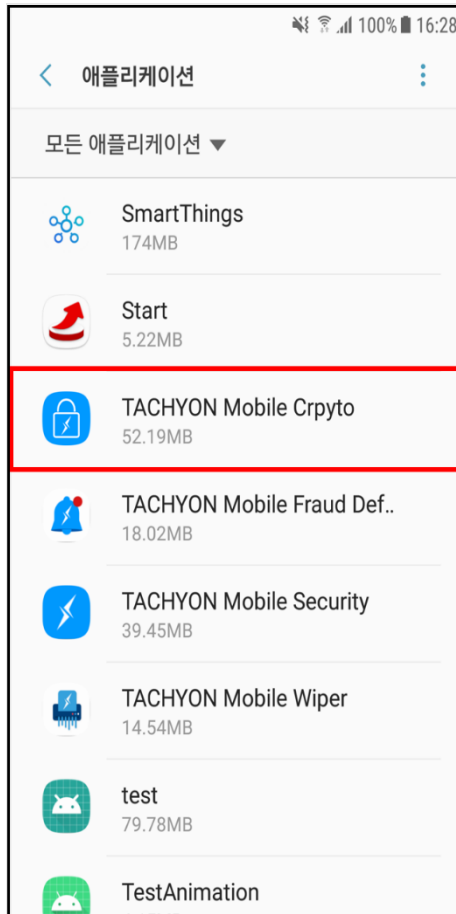 100% 16:28
애플리케이션
모든 애플리케이션 ▼
SmartThings
174MB
Start
5.22MB
TACHYON Mobile Crpyto
52.19MB
TACHYON Mobile Fraud Def..
18.02MB
TACHYON Mobile Security
39.45MB
TACHYON Mobile Wiper
14.54MB
test
79.78MB
TestAnimation